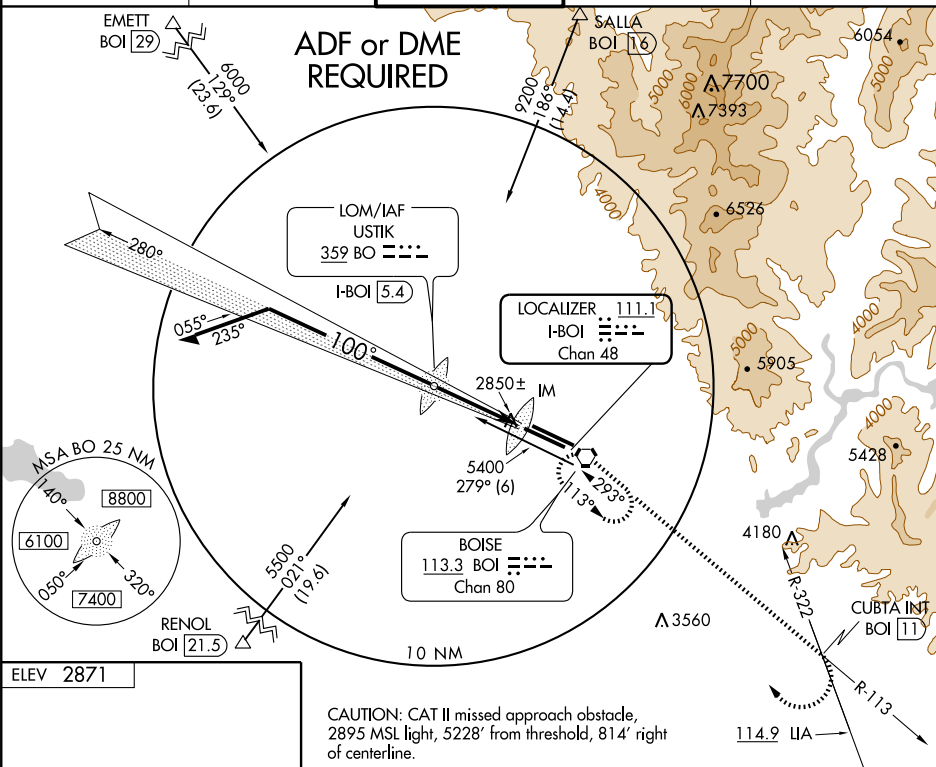 EMETT
BOI 29
6000
129°
(23.6)
ADF or DME
REQUIRED
SALLA
BOI 16
9200
186°
(14.4)
6054
5000
5000
6000
7700
7393
4000
6526
LOM/IAF
USTIK
359 BO
I-BOI 5.4
280°
055°
235°
100°
LOCALIZER 111.1
I-BOI
Chan 48
5000
4000
5905
2850± IM
4000
5428
5400
279° (6)
113°
293°
MSA BO 25 NM
140°
8800
6100
050°
320°
7400
BOISE
113.3 BOI
Chan 80
5500
021°
(19.6)
4180
R-322
3560
CUBTA INT
BOI 11
RENOL
BOI 21.5
10 NM
R-113
ELEV 2871
CAUTION: CAT II missed approach obstacle,
2895 MSL light, 5228' from threshold, 814' right
of centerline.
114.9 LIA